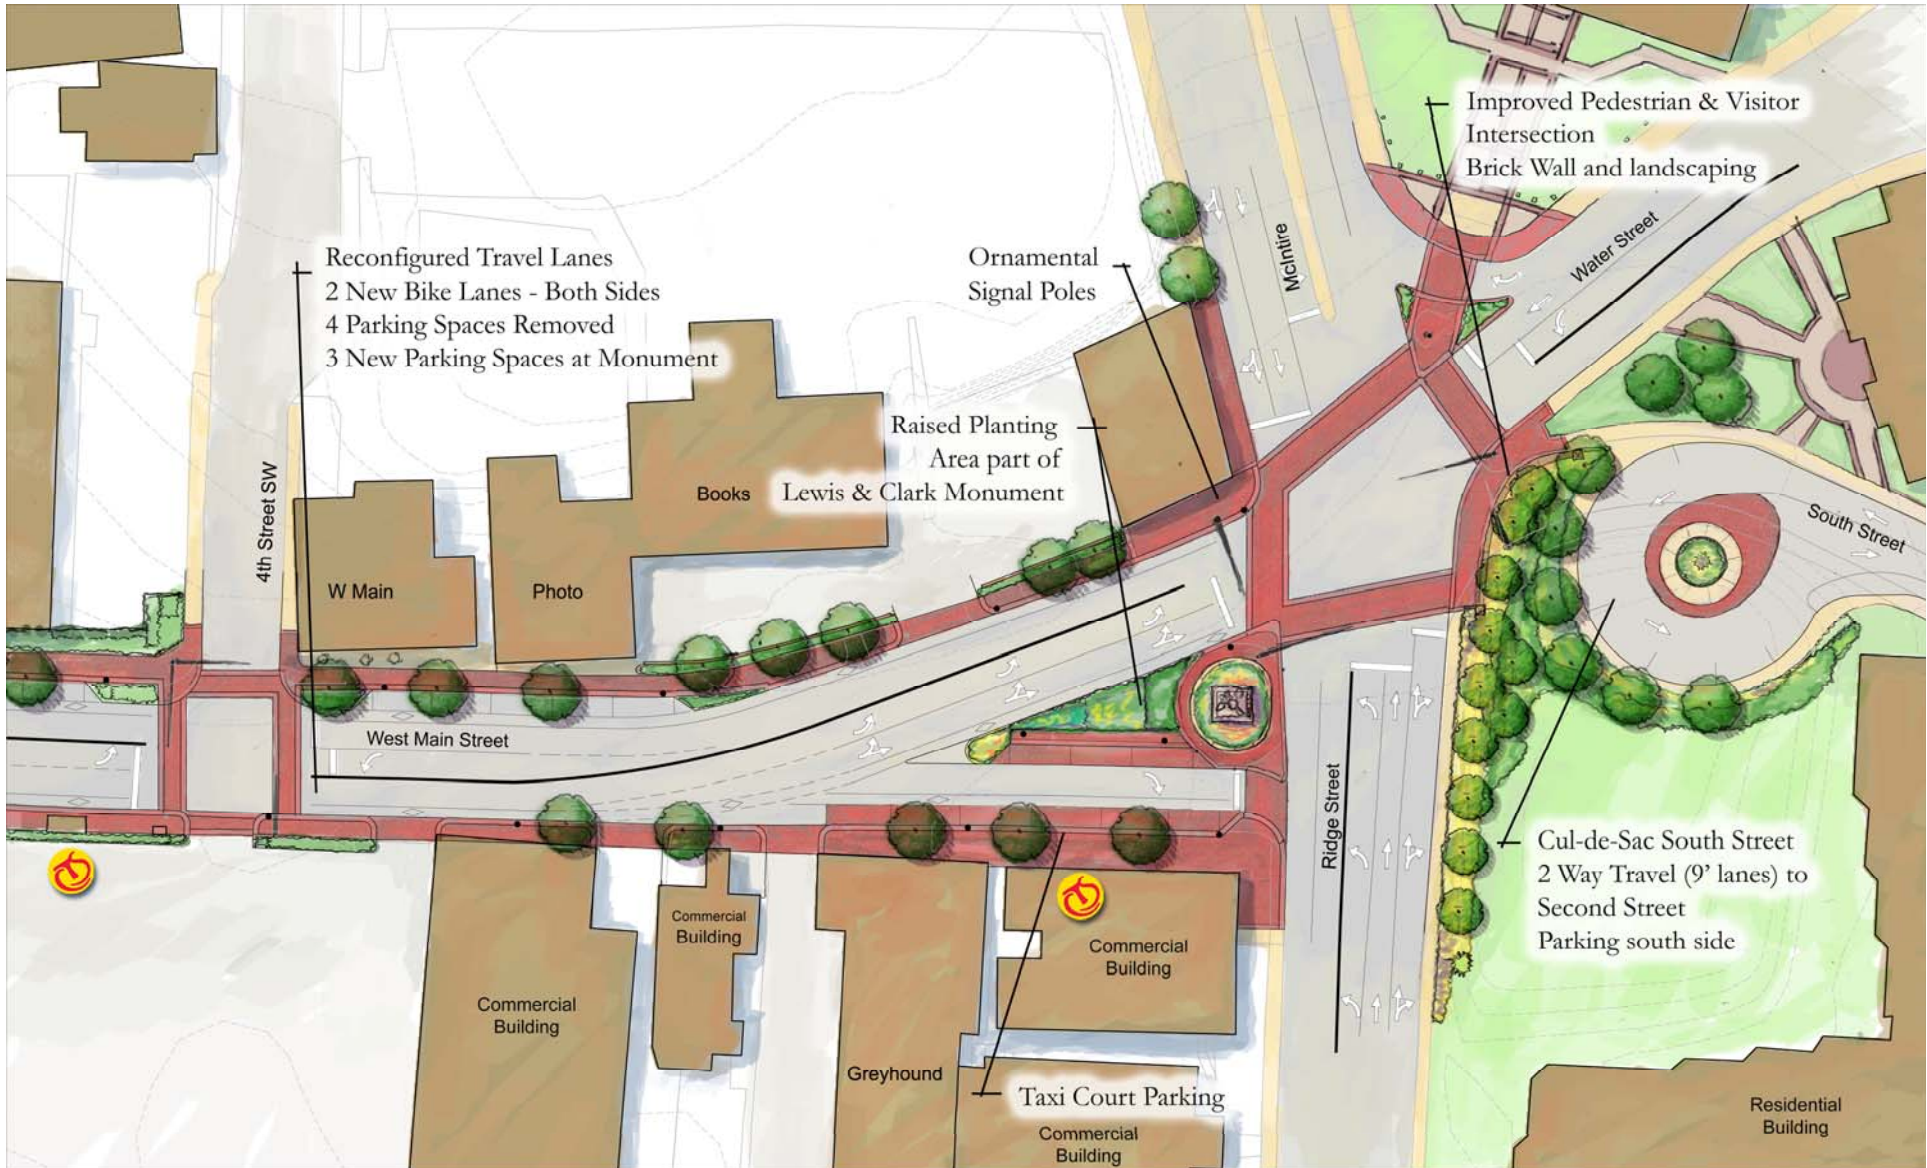 Improved Pedestrian & Visitor
Intersection
Brick Wall and landscaping
McIntire
Water Street
Reconfigured Travel Lanes
2 New Bike Lanes - Both Sides
4 Parking Spaces Removed
3 New Parking Spaces at Monument
Ornamental
Signal Poles
Raised Planting
Area part of
Lewis & Clark Monument
4th Street SW
W Main
Photo
Books
South Street
West Main Street
Ridge Street
Cul-de-Sac South Street
2 Way Travel (9' lanes) to
Second Street
Parking south side
Commercial
Building
Commercial
Building
Commercial
Building
Greyhound
Taxi Court Parking
Commercial
Building
Residential
Building